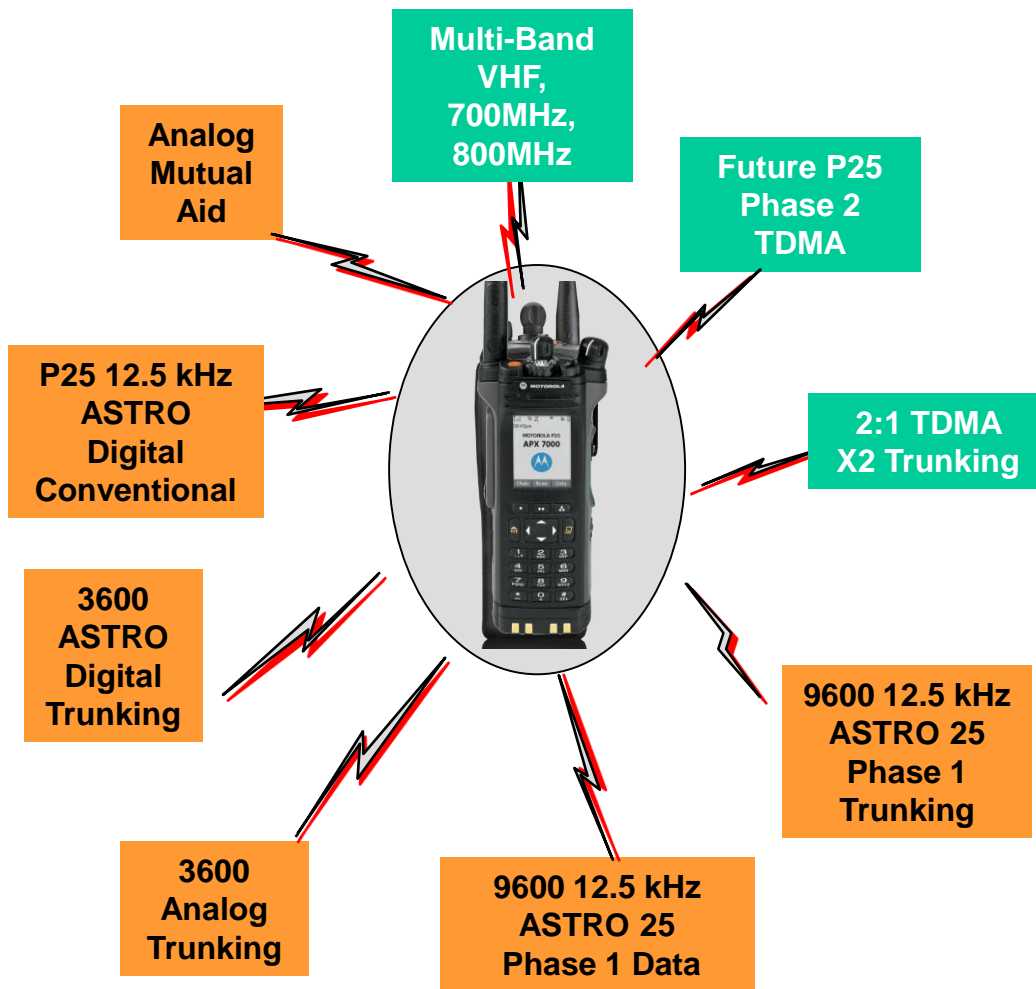 Multi-Band
VHF,
700MHz,
800MHz
Analog
Mutual
Aid
Future P25
Phase 2
TDMA
P25 12.5 kHz
ASTRO
Digital
Conventional
MOTOROLA
MOTOROLA P25
APX 7000
2:1 TDMA
X2 Trunking
3600
ASTRO
Digital
Trunking
9600 12.5 kHz
ASTRO 25
Phase 1
Trunking
3600
Analog
Trunking
9600 12.5 kHz
ASTRO 25
Phase 1 Data